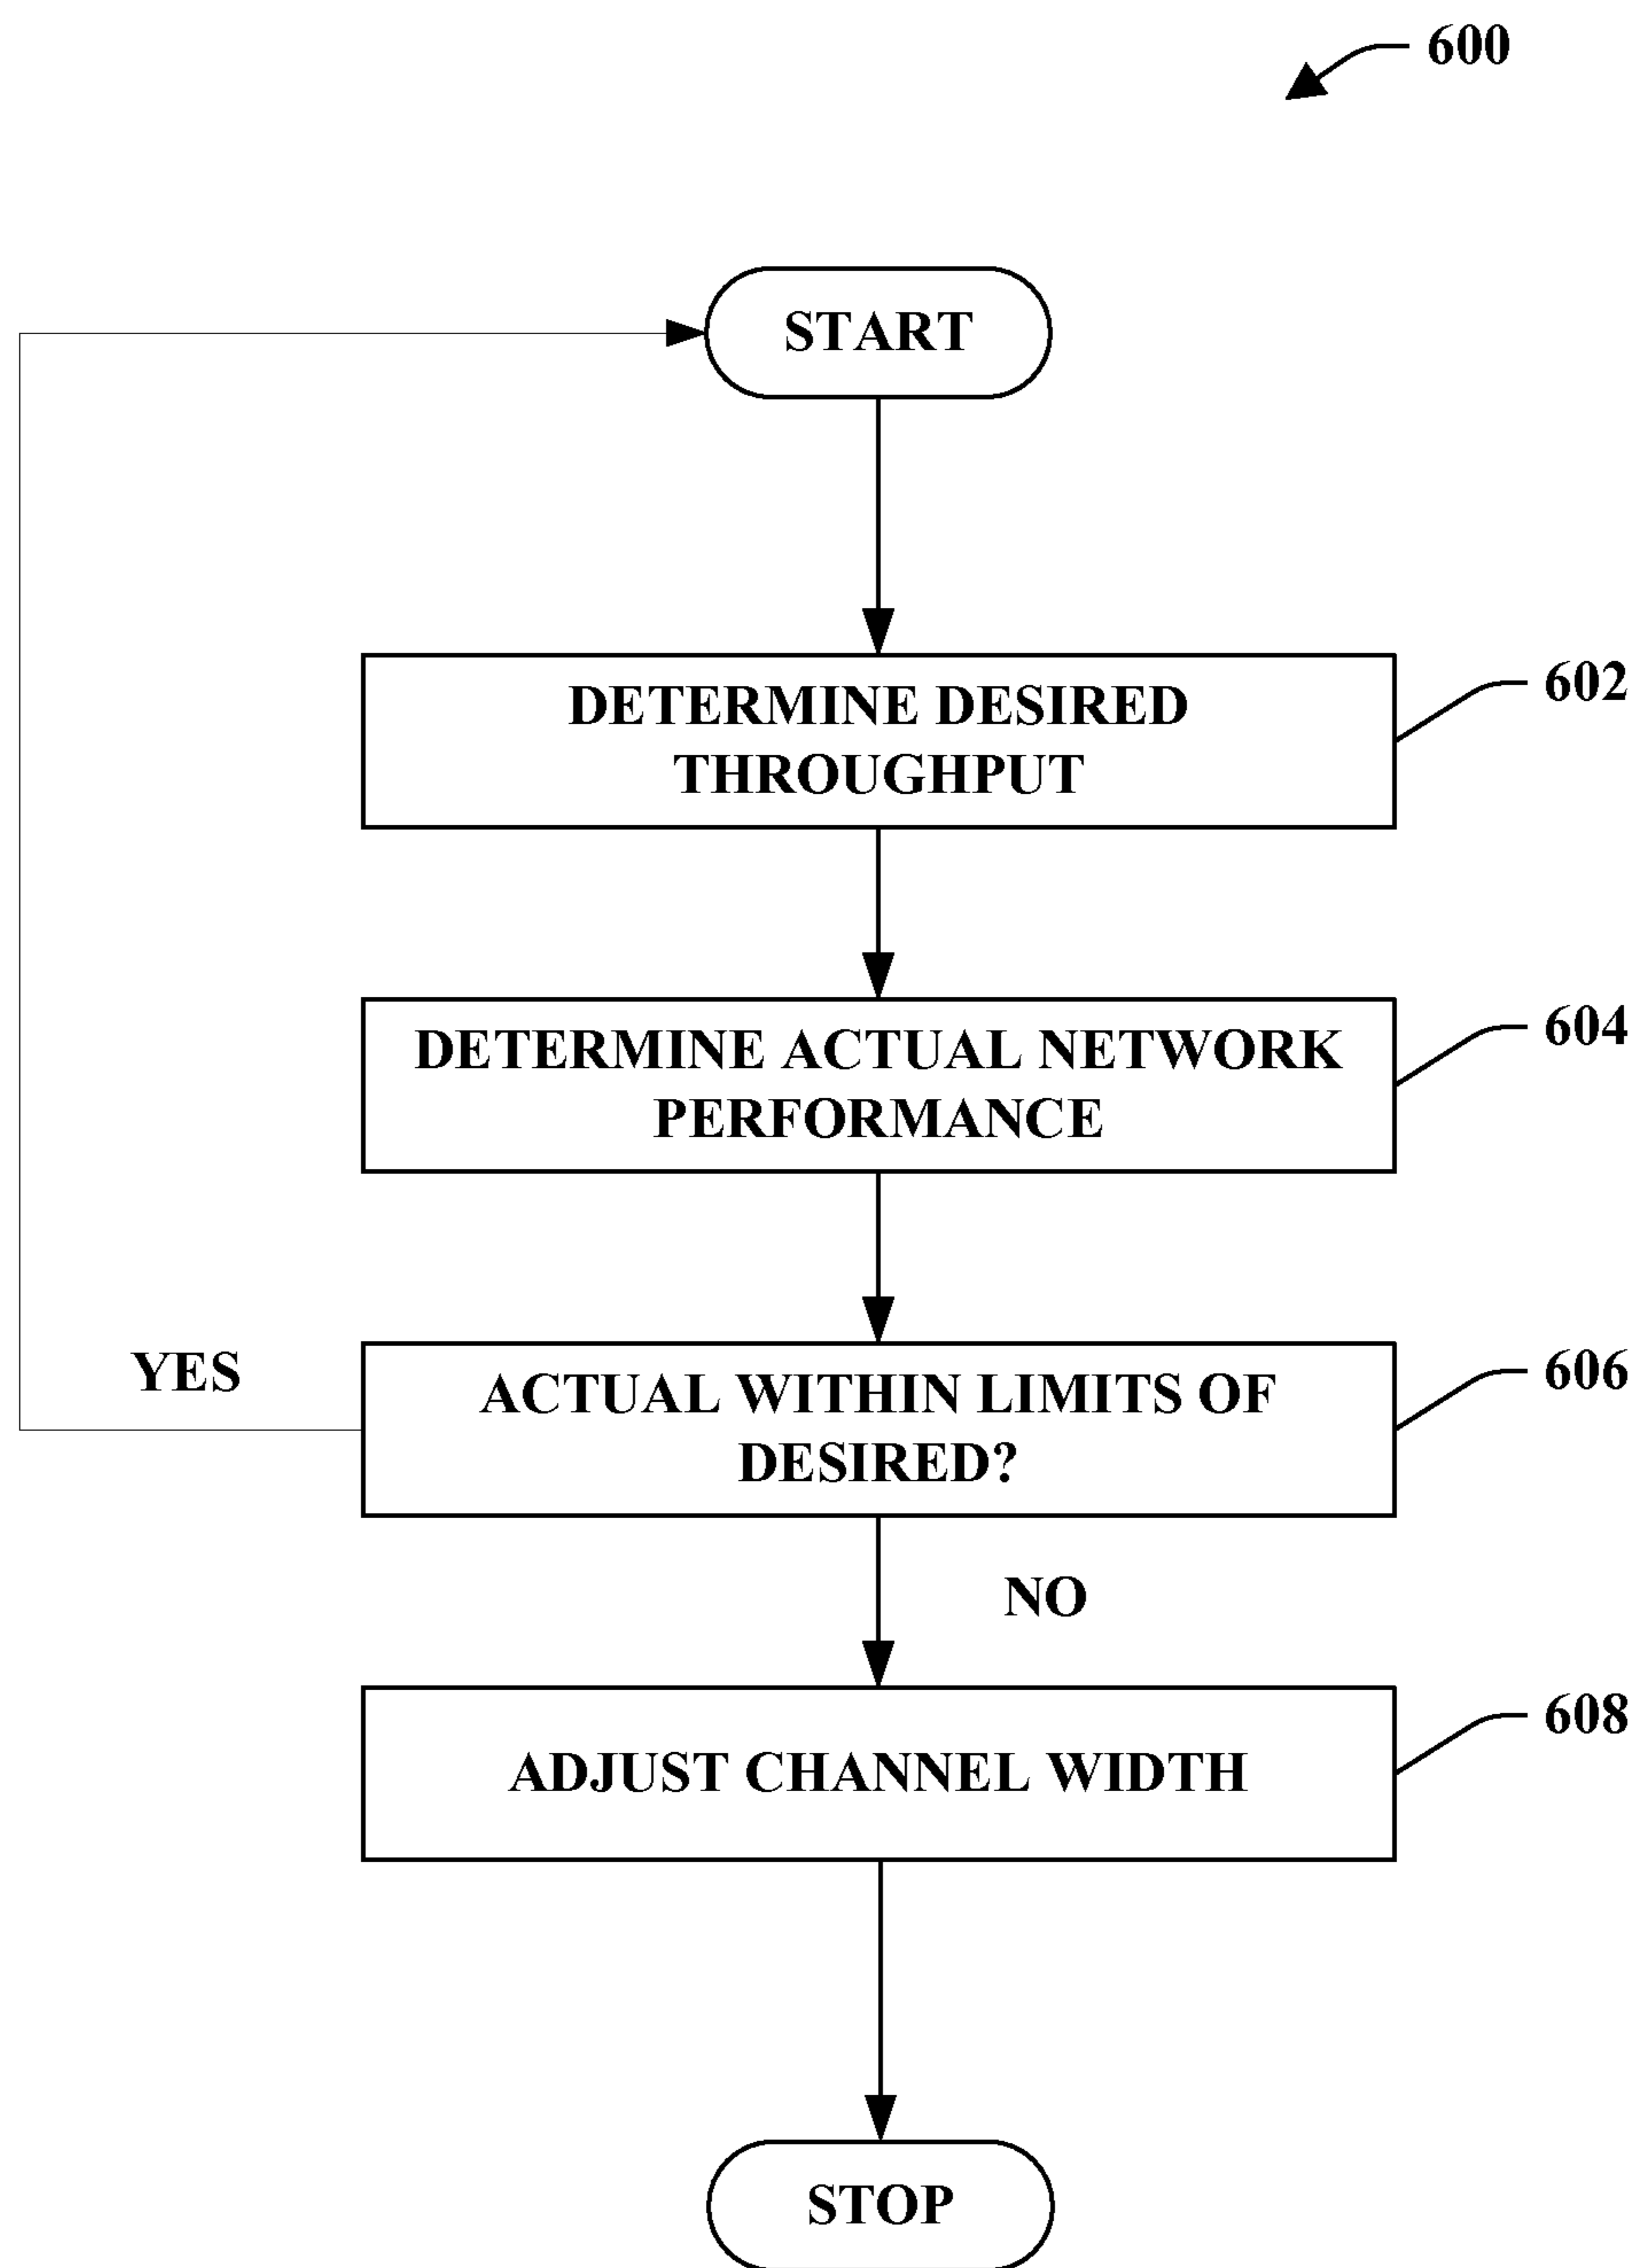 600
START
DETERMINE DESIRED
THROUGHPUT
602
DETERMINE ACTUAL NETWORK
PERFORMANCE
604
YES
ACTUAL WITHIN LIMITS OF
DESIRED?
606
NO
ADJUST CHANNEL WIDTH
608
STOP